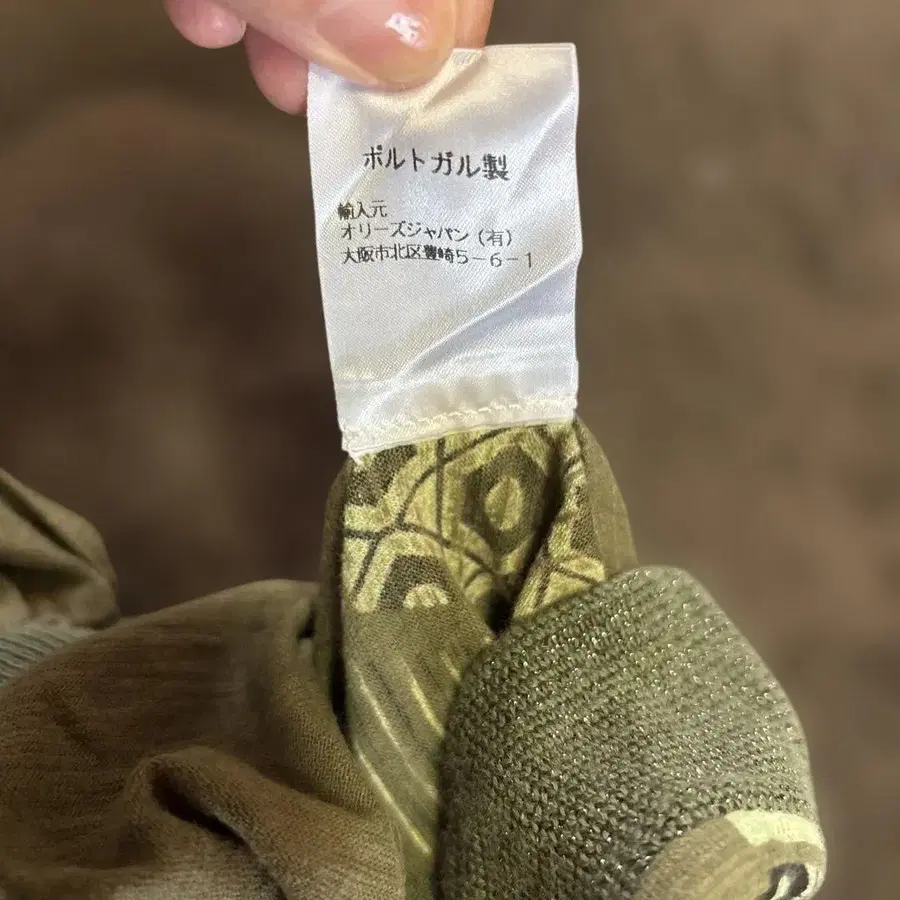 ポルトガル製
輸入元
オリーズジャパン（有）
大阪市北区豊崎5-6-1